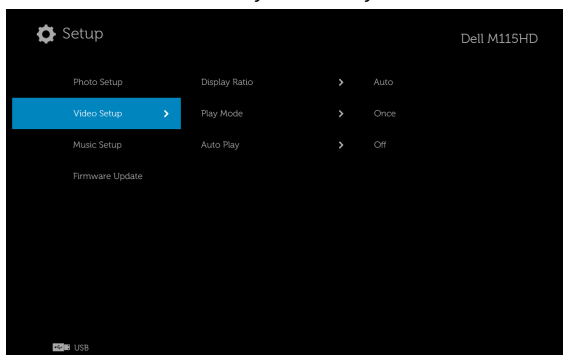 Setup
Dell M115HD
Photo Setup
Display Ratio > Auto
Video Setup > Play Mode > Once
Music Setup
Auto Play > Off
Firmware Update
USB